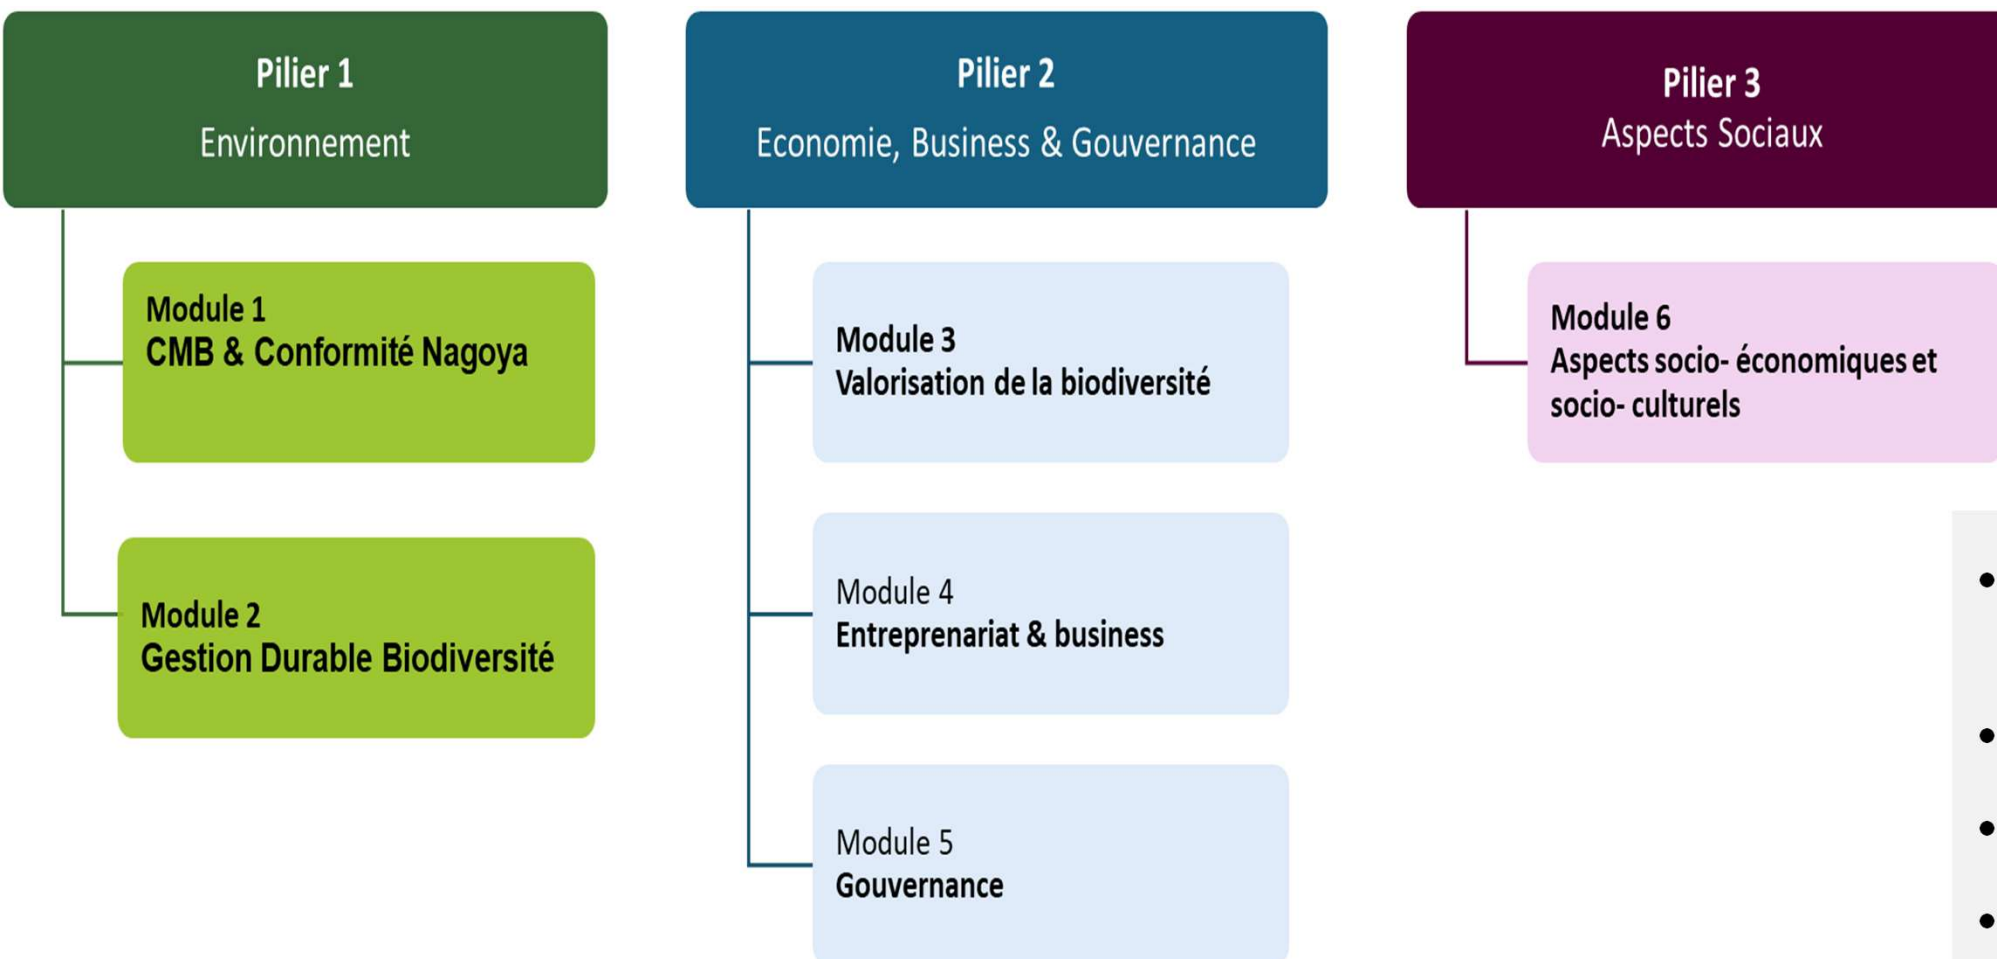 Pilier 1
Environnement
Module 1
CMB & Conformité Nagoya
Module 2
Gestion Durable Biodiversité
Pilier 2
Economie, Business & Gouvernance
Module 3
Valorisation de la biodiversité
Module 4
Entreprenariat & business
Module 5
Gouvernance
Pilier 3
Aspects Sociaux
Module 6
Aspects socio- économiques et
socio- culturels
•
•
•
•